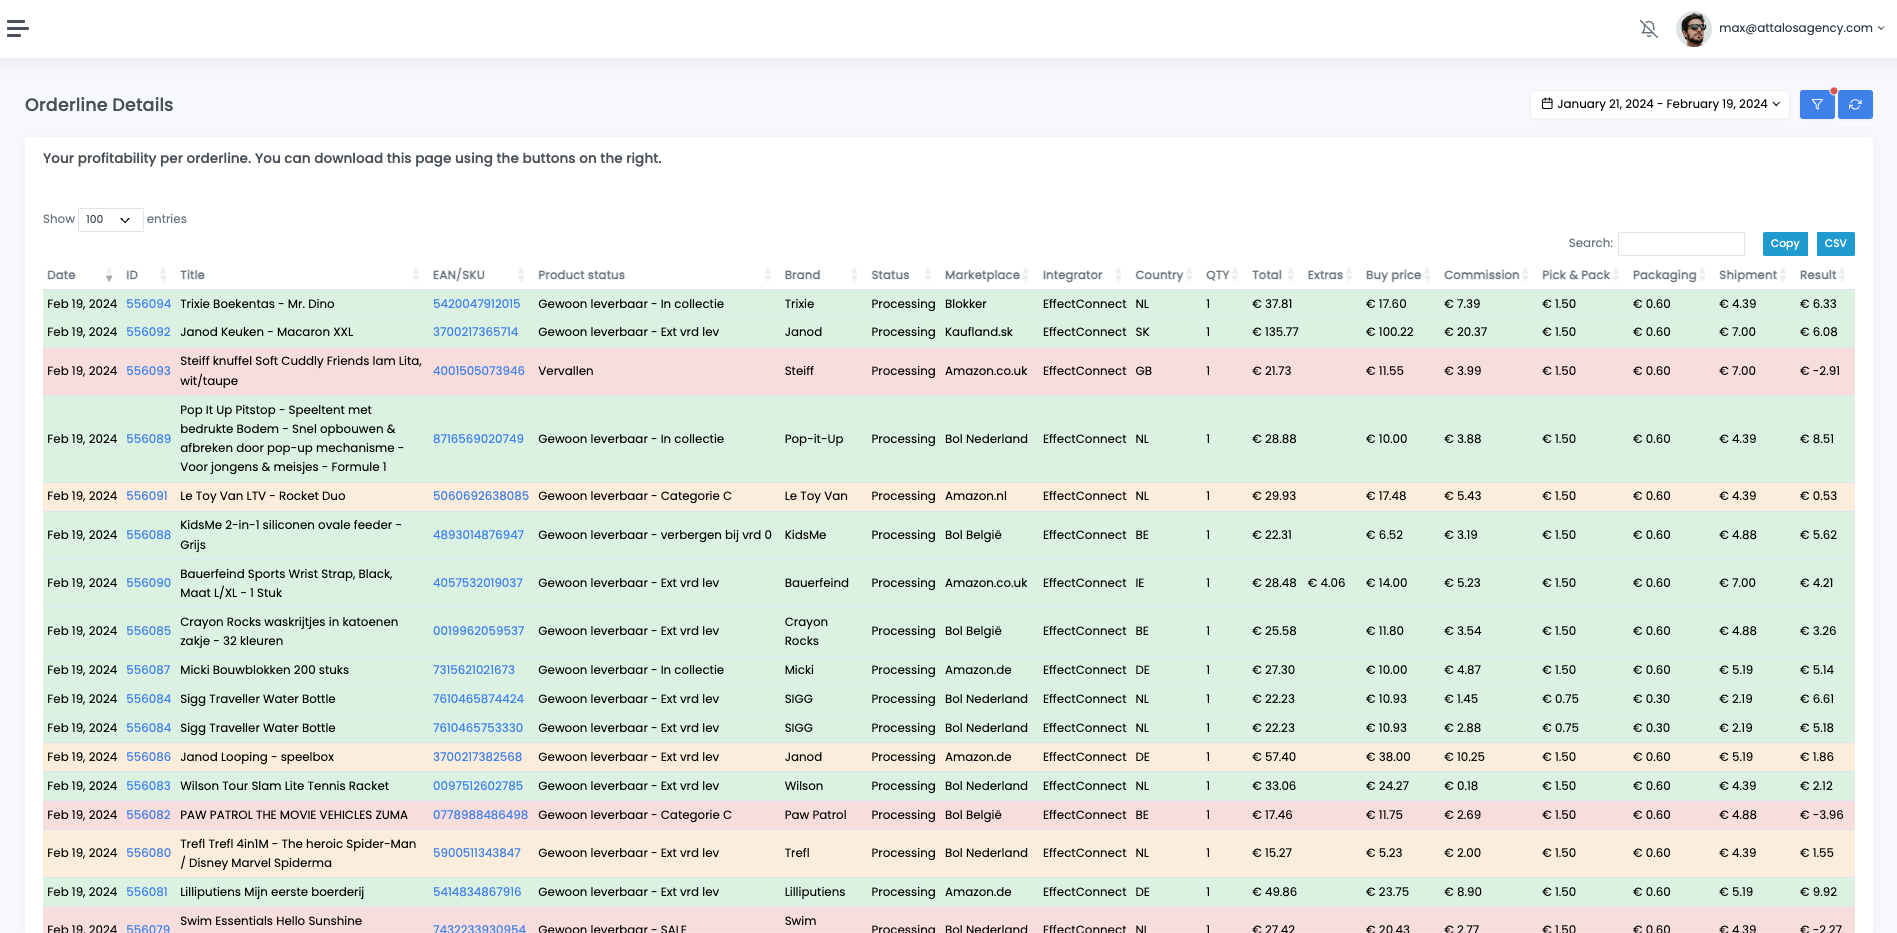 max@attalosagency.com
Orderline Details
January 21, 2024 - February 19, 2024
Your profitability per orderline. You can download this page using the buttons on the right.
Show 100 entries
Search: Copy CSV
Date ID Title EAN/SKU Product status Brand Status Marketplace Integrator Country QTY Total Extras Buy price Commission Pick & Pack Packaging Shipment Result
Feb 19, 2024 556094 Trixie Boekentas - Mr. Dino 5420047912015 Gewoon leverbaar - In collectie Trixie Processing Blokker EffectConnect NL 1 € 37.81 € 17.60 € 7.39 € 1.50 € 0.60 € 4.39 € 6.33
Feb 19, 2024 556092 Janod Keuken - Macaron XXL 3700217365714 Gewoon leverbaar - Ext vrd lev Janod Processing Kaufland.sk EffectConnect SK 1 € 135.77 € 100.22 € 20.37 € 1.50 € 0.60 € 7.00 € 6.08
Feb 19, 2024 556093 Steiff knuffel Soft Cuddly Friends lam Lita,
wit/taupe 4001505073946 Vervallen Steiff Processing Amazon.co.uk EffectConnect GB 1 € 21.73 € 11.55 € 3.99 € 1.50 € 0.60 € 7.00 € -2.91
Feb 19, 2024 556089 Pop It Up Pitstop - Speeltent met
bedrukte Bodem - Snel opbouwen &
afbreken door pop-up mechanisme -
Voor jongens & meisjes - Formule 1 8716569020749 Gewoon leverbaar - In collectie Pop-it-Up Processing Bol Nederland EffectConnect NL 1 € 28.88 € 10.00 € 3.88 € 1.50 € 0.60 € 4.39 € 8.51
Feb 19, 2024 556091 Le Toy Van LTV - Rocket Duo 5060692638085 Gewoon leverbaar - Categorie C Le Toy Van Processing Amazon.nl EffectConnect NL 1 € 29.93 € 17.48 € 5.43 € 1.50 € 0.60 € 4.39 € 0.53
Feb 19, 2024 556088 KidsMe 2-in-1 siliconen ovale feeder -
Grijs 4893014876947 Gewoon leverbaar - verbergen bij vrd 0 KidsMe Processing Bol België EffectConnect BE 1 € 22.31 € 6.52 € 3.19 € 1.50 € 0.60 € 4.88 € 5.62
Feb 19, 2024 556090 Bauerfeind Sports Wrist Strap, Black,
Maat L/XL - 1 Stuk 4057532019037 Gewoon leverbaar - Ext vrd lev Bauerfeind Processing Amazon.co.uk EffectConnect IE 1 € 28.48 € 4.06 € 14.00 € 5.23 € 1.50 € 0.60 € 7.00 € 4.21
Feb 19, 2024 556085 Crayon Rocks waskrijtjes in katoenen
zakje - 32 kleuren 0019962059537 Gewoon leverbaar - Ext vrd lev Crayon
Rocks Processing Bol België EffectConnect BE 1 € 25.58 € 11.80 € 3.54 € 1.50 € 0.60 € 4.88 € 3.26
Feb 19, 2024 556087 Micki Bouwblokken 200 stuks 7315621021673 Gewoon leverbaar - In collectie Micki Processing Amazon.de EffectConnect DE 1 € 27.30 € 10.00 € 4.87 € 1.50 € 0.60 € 5.19 € 5.14
Feb 19, 2024 556084 Sigg Traveller Water Bottle 7610465874424 Gewoon leverbaar - Ext vrd lev SIGG Processing Bol Nederland EffectConnect NL 1 € 22.23 € 10.93 € 1.45 € 0.75 € 0.30 € 2.19 € 6.61
Feb 19, 2024 556084 Sigg Traveller Water Bottle 7610465753330 Gewoon leverbaar - Ext vrd lev SIGG Processing Bol Nederland EffectConnect NL 1 € 22.23 € 10.93 € 2.88 € 0.75 € 0.30 € 2.19 € 5.18
Feb 19, 2024 556086 Janod Looping - speelbox 3700217382568 Gewoon leverbaar - Ext vrd lev Janod Processing Amazon.de EffectConnect DE 1 € 57.40 € 38.00 € 10.25 € 1.50 € 0.60 € 5.19 € 1.86
Feb 19, 2024 556083 Wilson Tour Slam Lite Tennis Racket 0097512602785 Gewoon leverbaar - Ext vrd lev Wilson Processing Bol Nederland EffectConnect NL 1 € 33.06 € 24.27 € 0.18 € 1.50 € 0.60 € 4.39 € 2.12
Feb 19, 2024 556082 PAW PATROL THE MOVIE VEHICLES ZUMA 0778988486498 Gewoon leverbaar - Categorie C Paw Patrol Processing Bol België EffectConnect BE 1 € 17.46 € 11.75 € 2.69 € 1.50 € 0.60 € 4.88 € -3.96
Feb 19, 2024 556080 Trefl Trefl 4in1M - The heroic Spider-Man
/ Disney Marvel Spiderma 5900511343847 Gewoon leverbaar - Ext vrd lev Trefl Processing Bol Nederland EffectConnect NL 1 € 15.27 € 5.23 € 2.00 € 1.50 € 0.60 € 4.39 € 1.55
Feb 19, 2024 556081 Lilliputiens Mijn eerste boerderij 5414834867916 Gewoon leverbaar - Ext vrd lev Lilliputiens Processing Amazon.de EffectConnect DE 1 € 49.86 € 23.75 € 8.90 € 1.50 € 0.60 € 5.19 € 9.92
Swim Essentials Hello Sunshine Swim
Feb 19, 2024 556079 7432233930954 Gewoon leverbaar - SALE Processing Bol Nederland EffectConnect NL 1 € 27.42 € 20.43 € 2.77 € 1.50 € 0.60 € 4.39 € -2.27